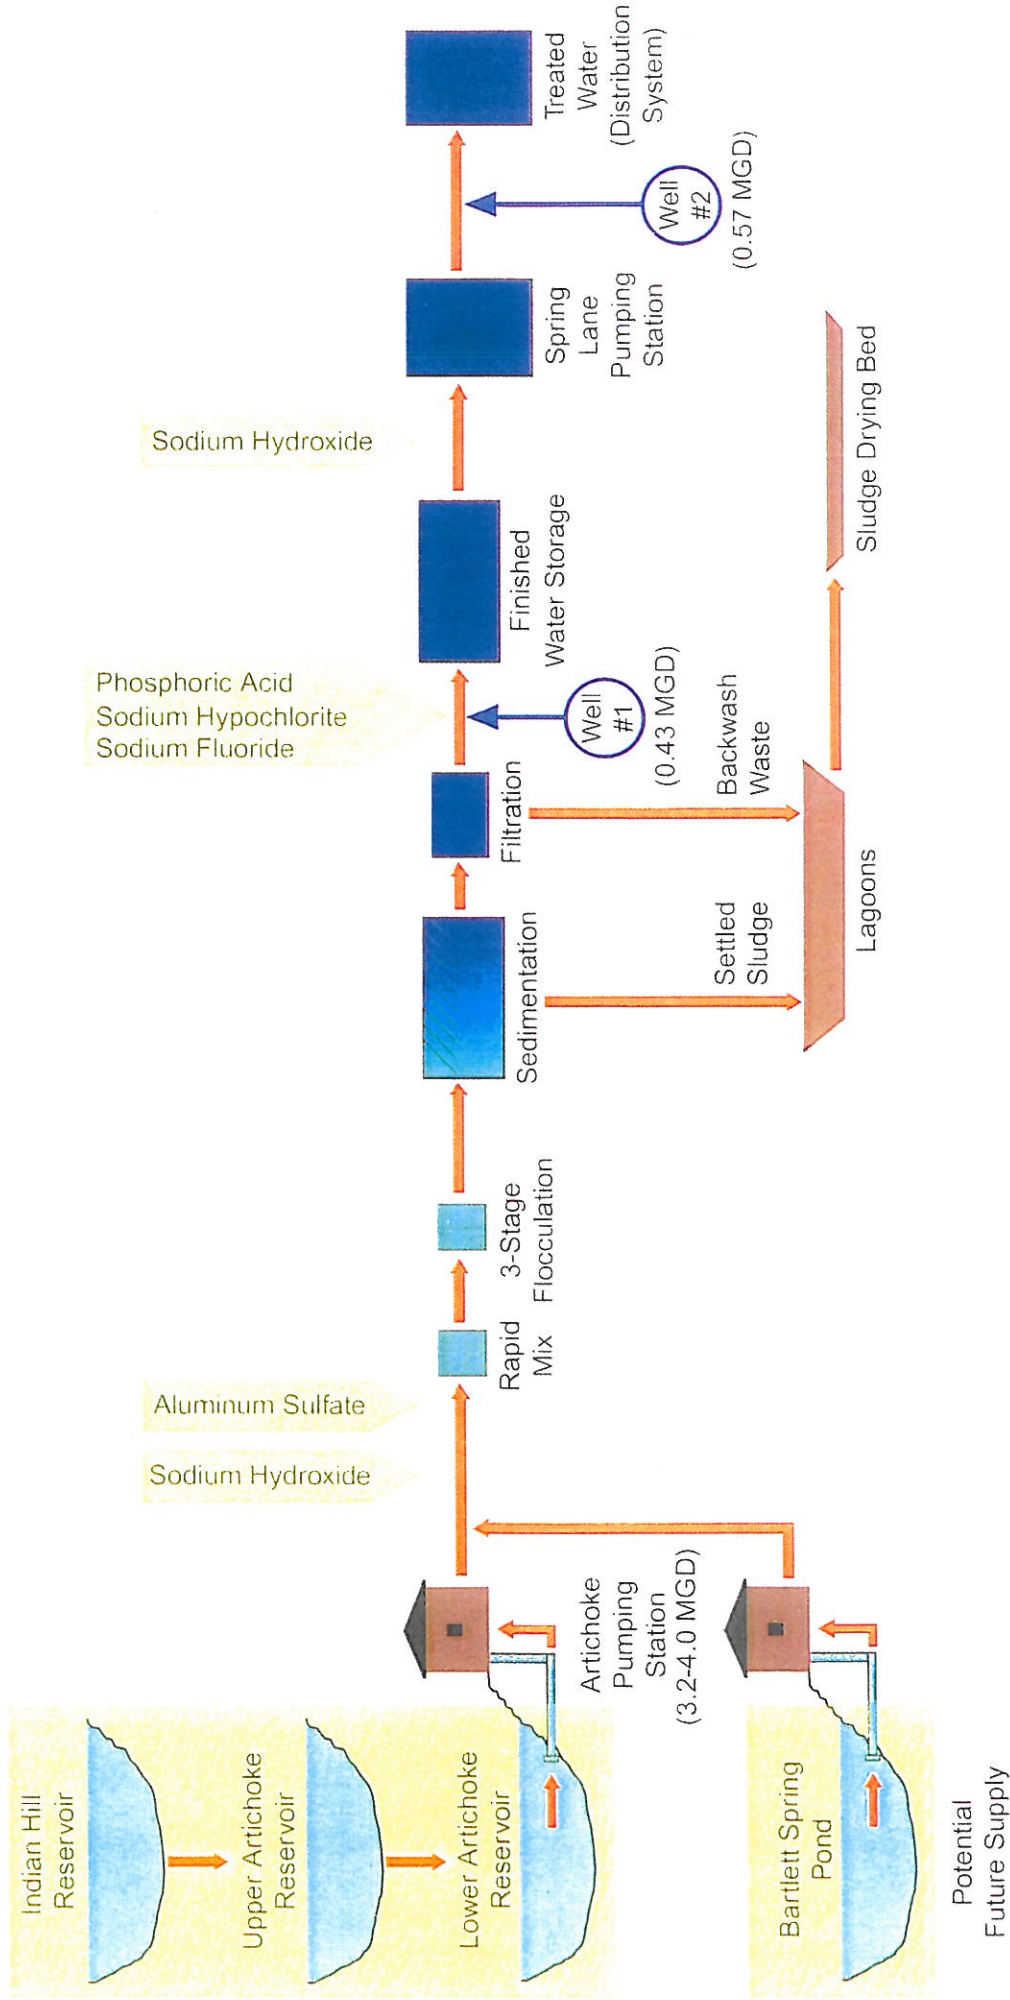 Indian Hill
Reservoir
Upper Artichoke
Reservoir
Lower Artichoke
Reservoir
Bartlett Spring
Pond
Potential
Future Supply
Artichoke
Pumping
Station
(3.2-4.0 MGD)
Sodium Hydroxide
Aluminum Sulfate
Rapid
Mix
3-Stage
Flocculation
Sedimentation
Settled
Sludge
Filtration
Backwash
Waste
Lagoons
Sludge Drying Bed
Phosphoric Acid
Sodium Hypochlorite
Sodium Fluoride
Well
#1
(0.43 MGD)
Finished
Water Storage
Sodium Hydroxide
Spring
Lane
Pumping
Station
Well
#2
(0.57 MGD)
Treated
Water
(Distribution
System)